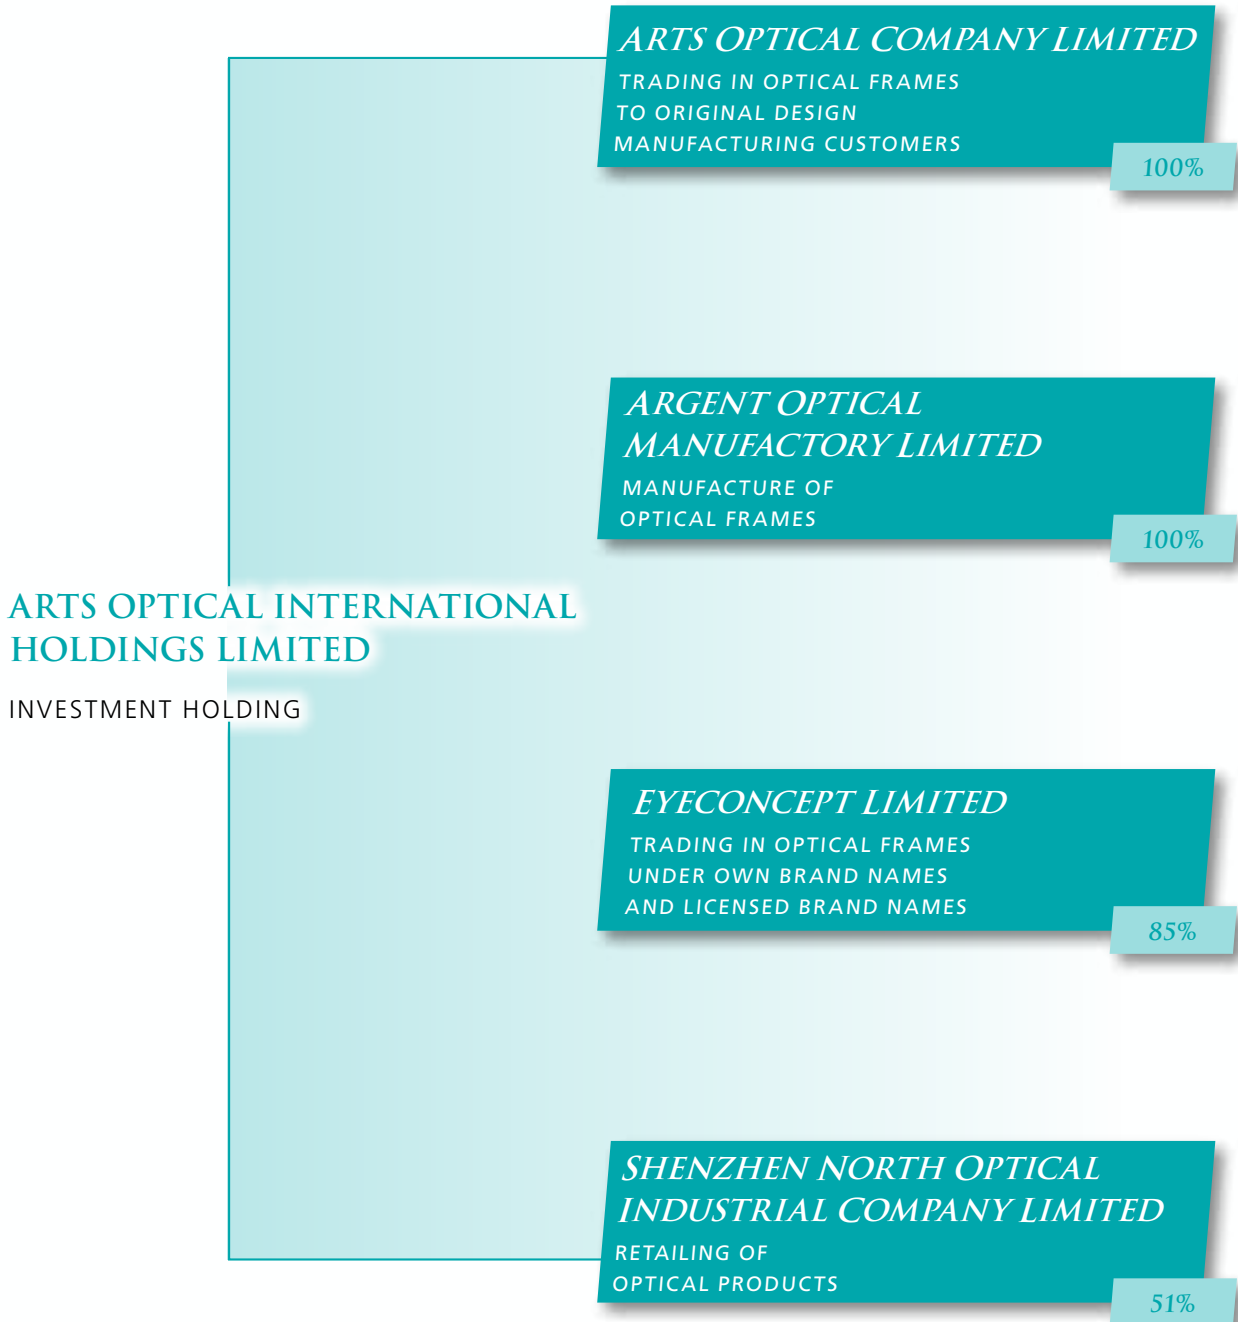 ARTS OPTICAL COMPANY LIMITED
TRADING IN OPTICAL FRAMES
TO ORIGINAL DESIGN
MANUFACTURING CUSTOMERS
100%
ARGENT OPTICAL
MANUFACTORY LIMITED
MANUFACTURE OF
OPTICAL FRAMES
100%
ARTS OPTICAL INTERNATIONAL
HOLDINGS LIMITED
INVESTMENT HOLDING
EYECONCEPT LIMITED
TRADING IN OPTICAL FRAMES
UNDER OWN BRAND NAMES
AND LICENSED BRAND NAMES
85%
SHENZHEN NORTH OPTICAL
INDUSTRIAL COMPANY LIMITED
RETAILING OF
OPTICAL PRODUCTS
51%